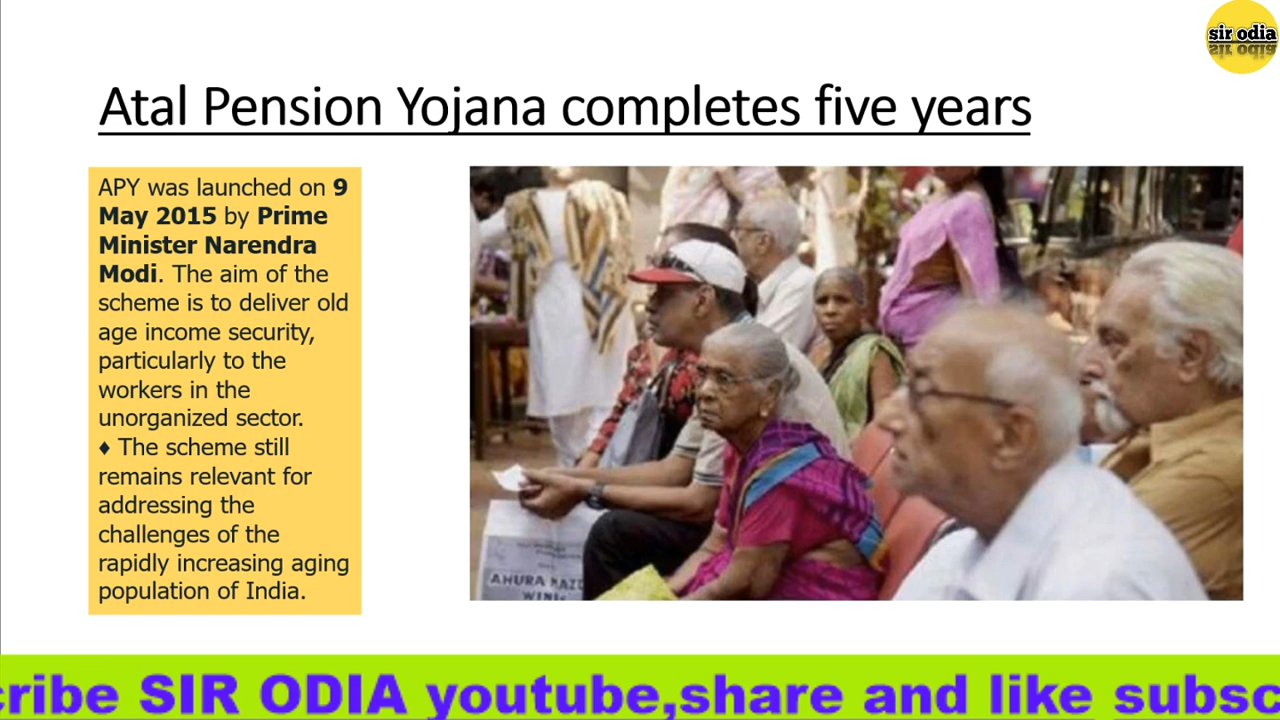 sir odia
Atal Pension Yojana completes five years
APY was launched on 9
May 2015 by Prime
Minister Narendra
Modi. The aim of the
scheme is to deliver old
age income security,
particularly to the
workers in the
unorganized sector.
♦ The scheme still
remains relevant for
addressing the
challenges of the
rapidly increasing aging
population of India.
AHURA MAZD
cribe SIR ODIA youtube,share and like subsc